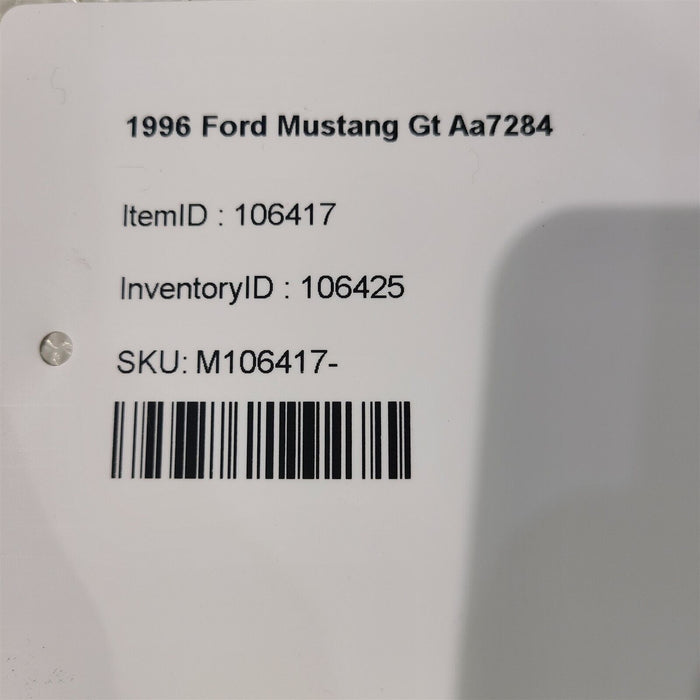 1996 Ford Mustang Gt Aa7284
ItemID : 106417
InventoryID : 106425
SKU: M106417-